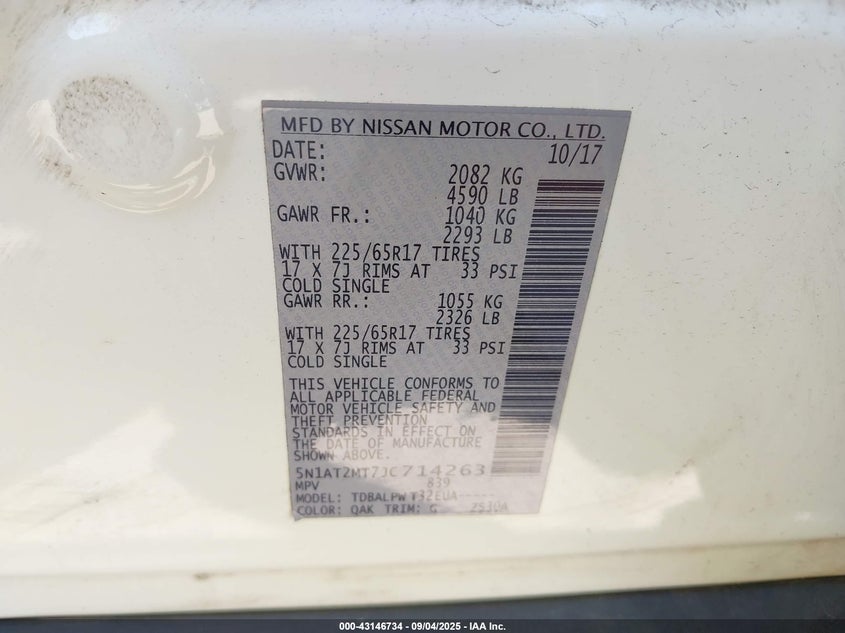 MFD BY NISSAN MOTOR CO., LTD.
DATE: 10/17
GVWR: 2082 KG
4590 LB
GAWR FR.: 1040 KG
2293 LB
WITH 225/65R17 TIRES
17 X 7J RIMS AT 33 PSI
COLD SINGLE
GAWR RR.: 1055 KG
2326 LB
WITH 225/65R17 TIRES
17 X 7J RIMS AT 33 PSI
COLD SINGLE
THIS VEHICLE CONFORMS TO
ALL APPLICABLE FEDERAL
MOTOR VEHICLE SAFETY AND
THEFT PREVENTION
STANDARDS IN EFFECT ON
THE DATE OF MANUFACTURE
SHOWN ABOVE.
5N1AT2MT7JC714263
MPV 839
MODEL: TDBALPW T32EUA-----
COLOR: QAK TRIM: G ZS30A
000-43146734 - 09/04/2025 - IAA Inc.